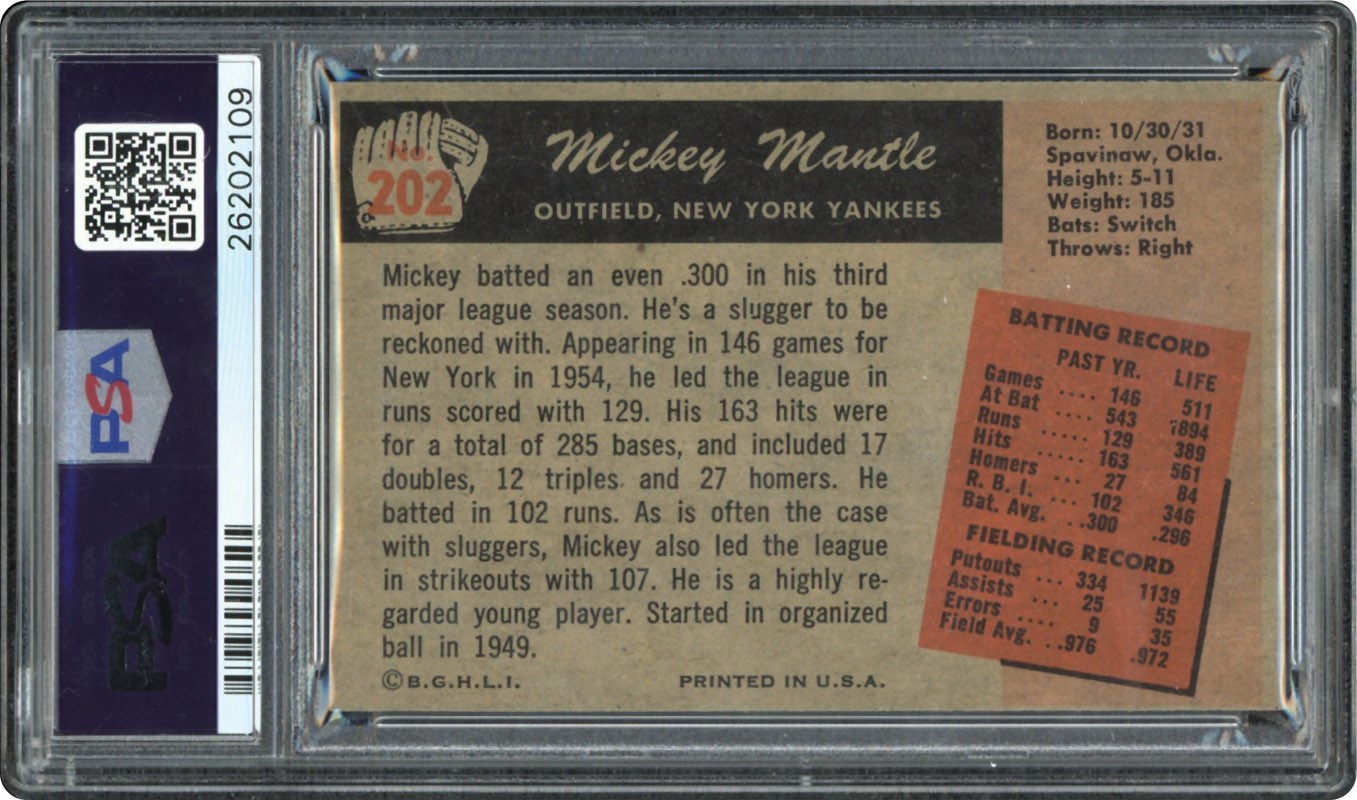 26202109
PSA
PSA
No.
202
Mickey Mantle
OUTFIELD, NEW YORK YANKEES
Born: 10/30/31
Spavinaw, Okla.
Height: 5-11
Weight: 185
Bats: Switch
Throws: Right
Mickey batted an even .300 in his third
major league season. He's a slugger to be
reckoned with. Appearing in 146 games for
New York in 1954, he led the league in
runs scored with 129. His 163 hits were
for a total of 285 bases, and included 17
doubles, 12 triples and 27 homers. He
batted in 102 runs. As is often the case
with sluggers, Mickey also led the league
in strikeouts with 107. He is a highly re-
garded young player. Started in organized
ball in 1949.
©B.G.H.L.I. PRINTED IN U.S.A.
BATTING RECORD
PAST YR. LIFE
Games .... 146 511
At Bat .... 543 1894
Runs ..... 129 389
Hits ..... 163 561
Homers .... 27 84
R. B. I. ... 102 346
Bat. Avg. ..300 .296
FIELDING RECORD
Putouts ... 334 1139
Assists ... 25 55
Errors .... 9 35
Field Avg. ..976 .972